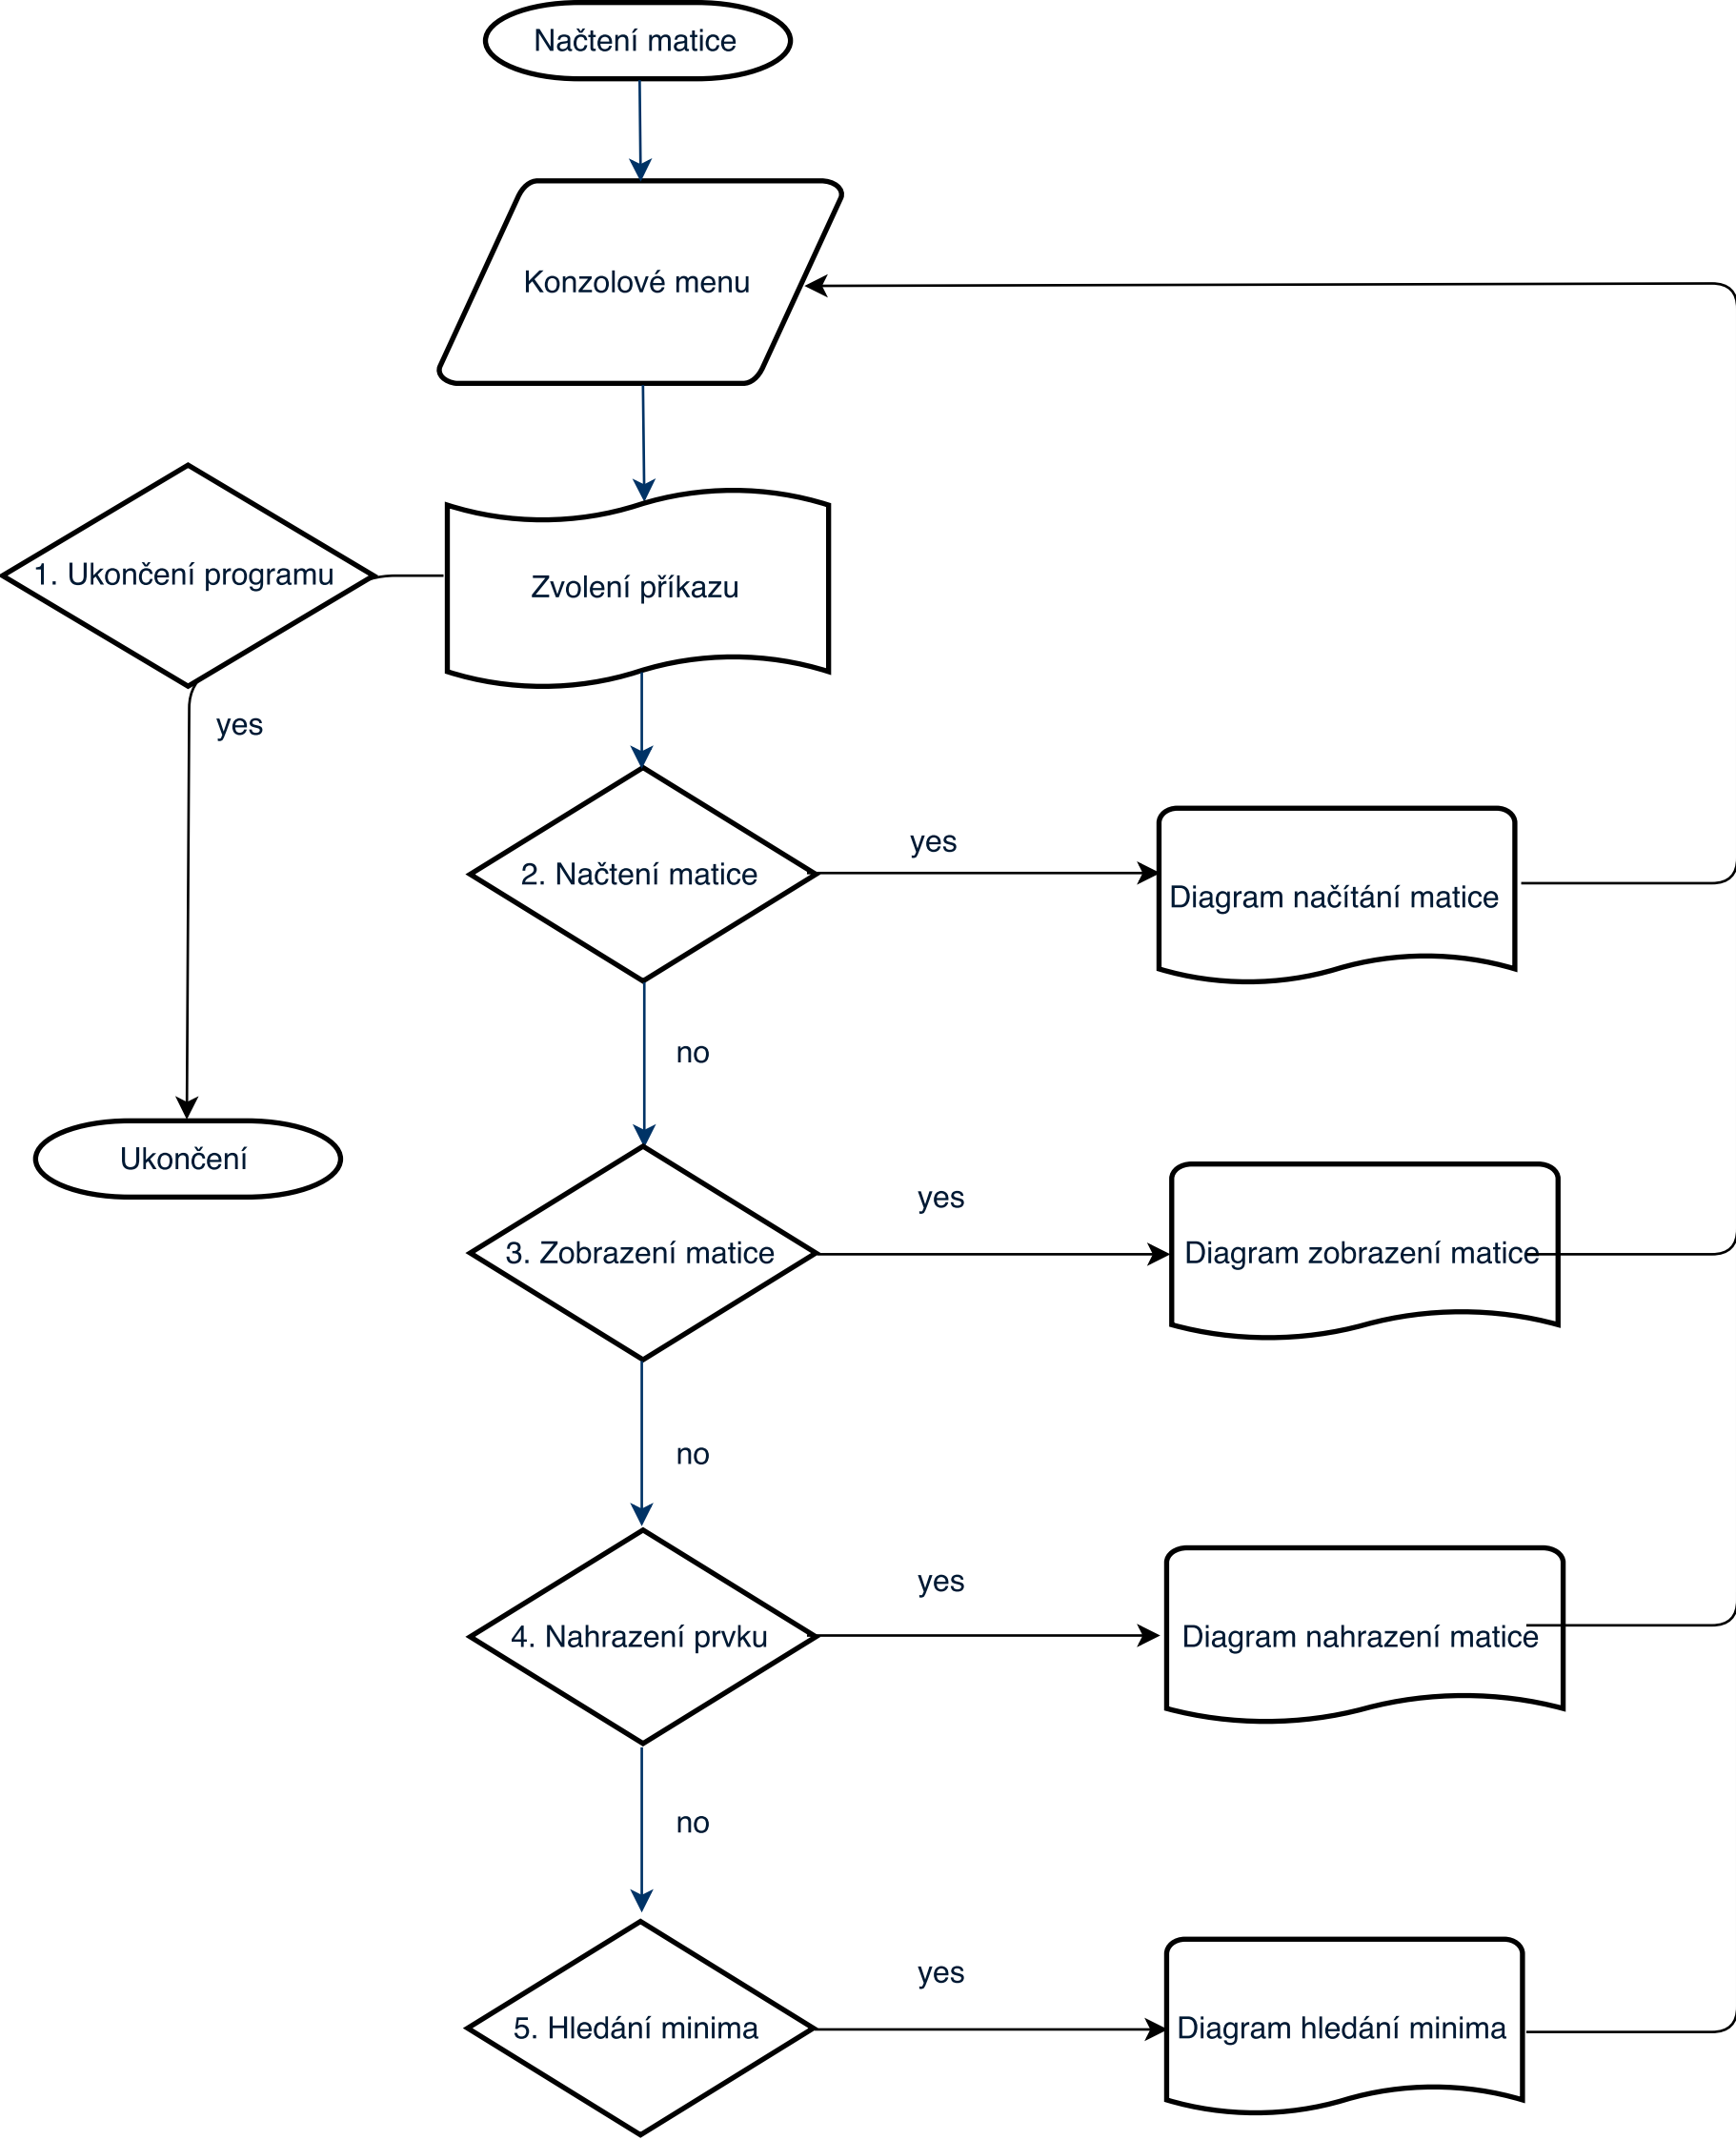 Načtení matice
Konzolové menu
1. Ukončení programu
Zvolení příkazu
yes
yes
2. Načtení matice
Diagram načítání matice
no
Ukončení
yes
3. Zobrazení matice
Diagram zobrazení matice
no
yes
4. Nahrazení prvku
Diagram nahrazení matice
no
yes
5. Hledání minima
Diagram hledání minima